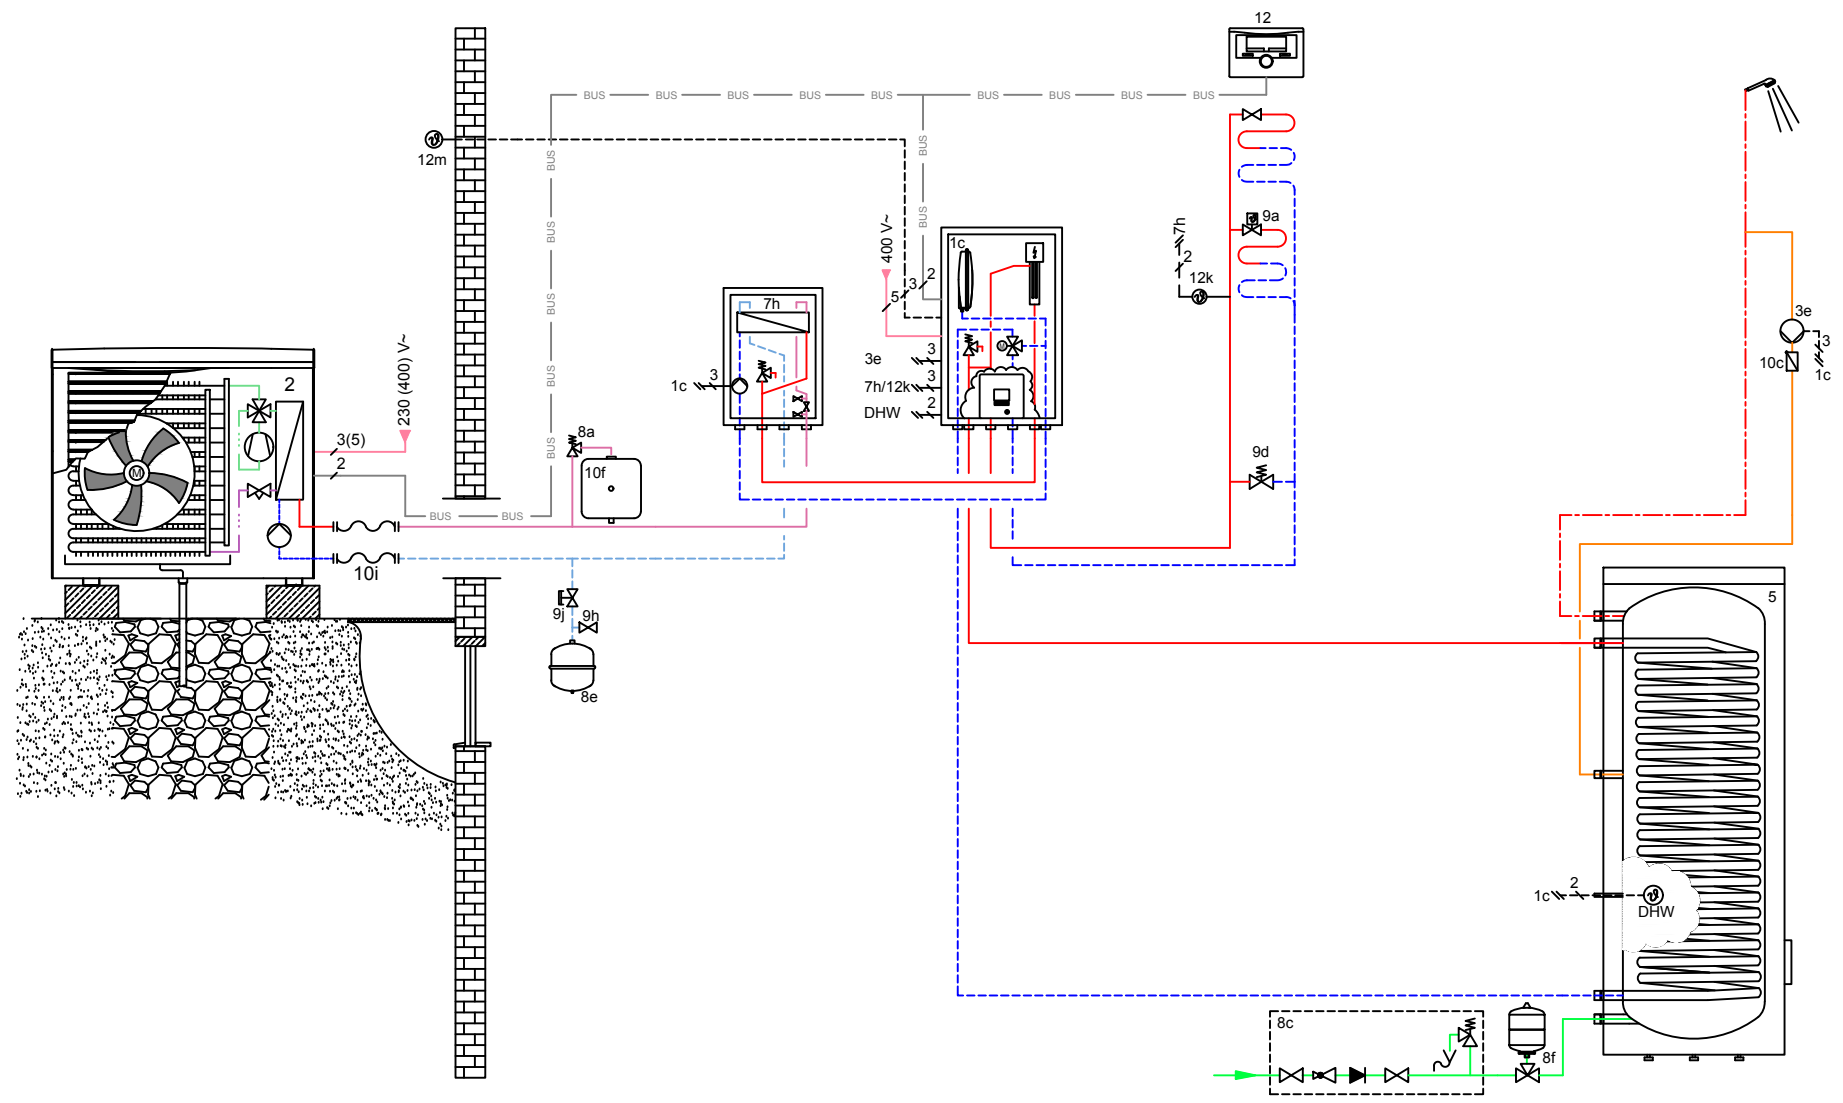 12
BUS BUS BUS BUS BUS BUS BUS BUS BUS
12m
BUS
BUS
BUS
BUS
BUS
BUS
BUS
400 V~
1c
2
3
5
7h
2
12k
9a
3e
3
1c
10c
7h
3
1c
3e
3
7h/12k
3
DHW
2
M
2
M
230 (400) V~
3(5)
2
8a
10f
BUS BUS
9d
10i
9j
9h
8e
5
1c
2
DHW
8c
8f